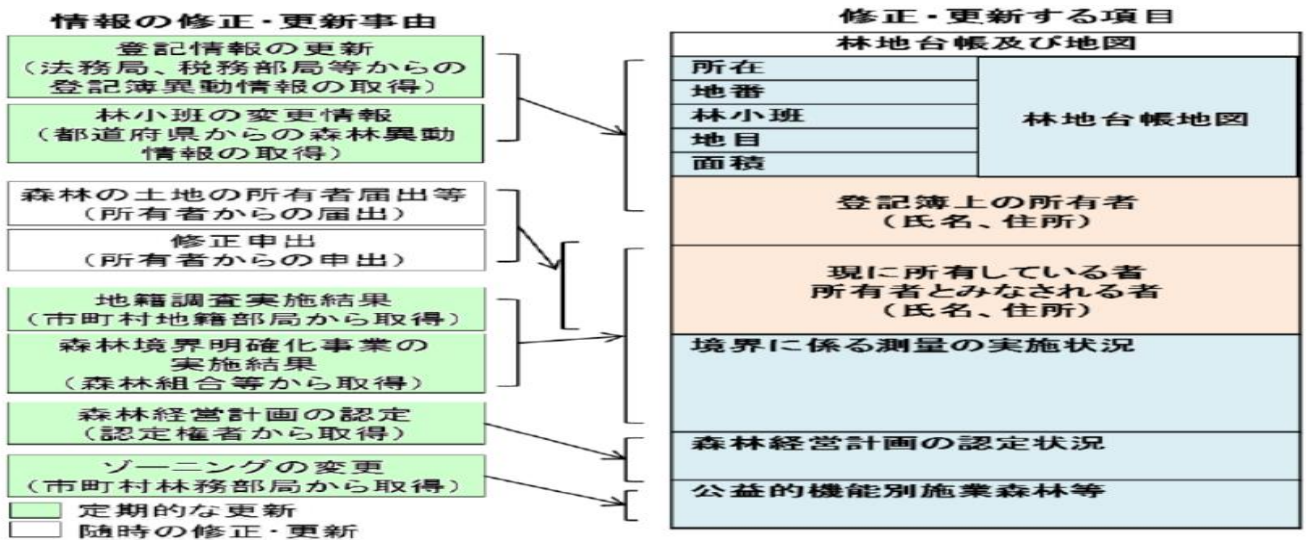 情報の修正・更新事由
登記情報の更新
(法務局、税務部局等からの
登記簿異動情報の取得)
林小班の変更情報
(都道府県からの森林異動
情報の取得)
森林の土地の所有者届出等
(所有者からの届出)
修正申出
(所有者からの申出)
地籍調査実施結果
(市町村地籍部局から取得)
森林境界明確化事業の
実施結果
(森林組合等から取得)
森林経営計画の認定
(認定権者から取得)
ゾーニングの変更
(市町村林務部局から取得)
定期的な更新
随時の修正・更新
修正・更新する項目
林地台帳及び地図
所在
地番
林小班
地目
面積
林地台帳地図
登記簿上の所有者
(氏名、住所)
現に所有している者
所有者とみなされる者
(氏名、住所)
境界に係る測量の実施状況
森林経営計画の認定状況
公益的機能別施業森林等